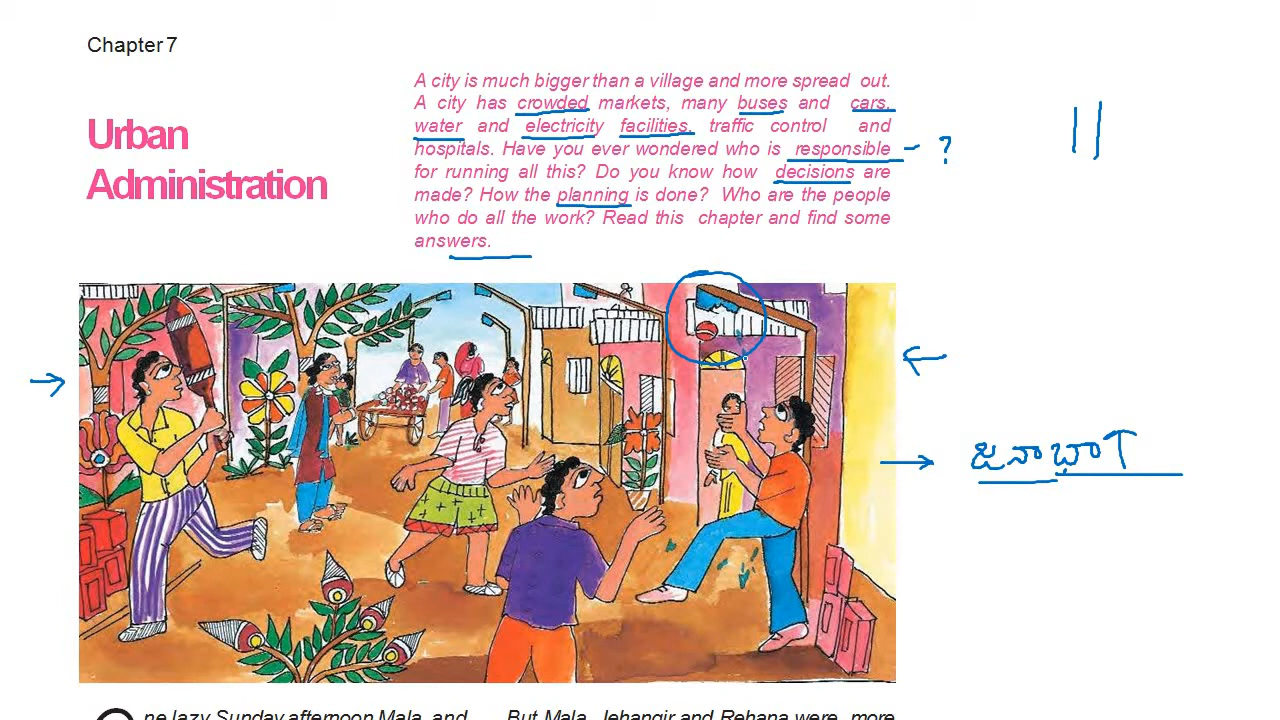 Chapter 7
Urban
Administration
A city is much bigger than a village and more spread out.
A city has crowded markets, many buses and cars,
water and electricity facilities, traffic control and
hospitals. Have you ever wondered who is responsible
for running all this? Do you know how decisions are
made? How the planning is done? Who are the people
who do all the work? Read this chapter and find some
answers.
?
||
ne lazy Sunday afternoon Mala and
But Mala, Jehangir and Rehana were more